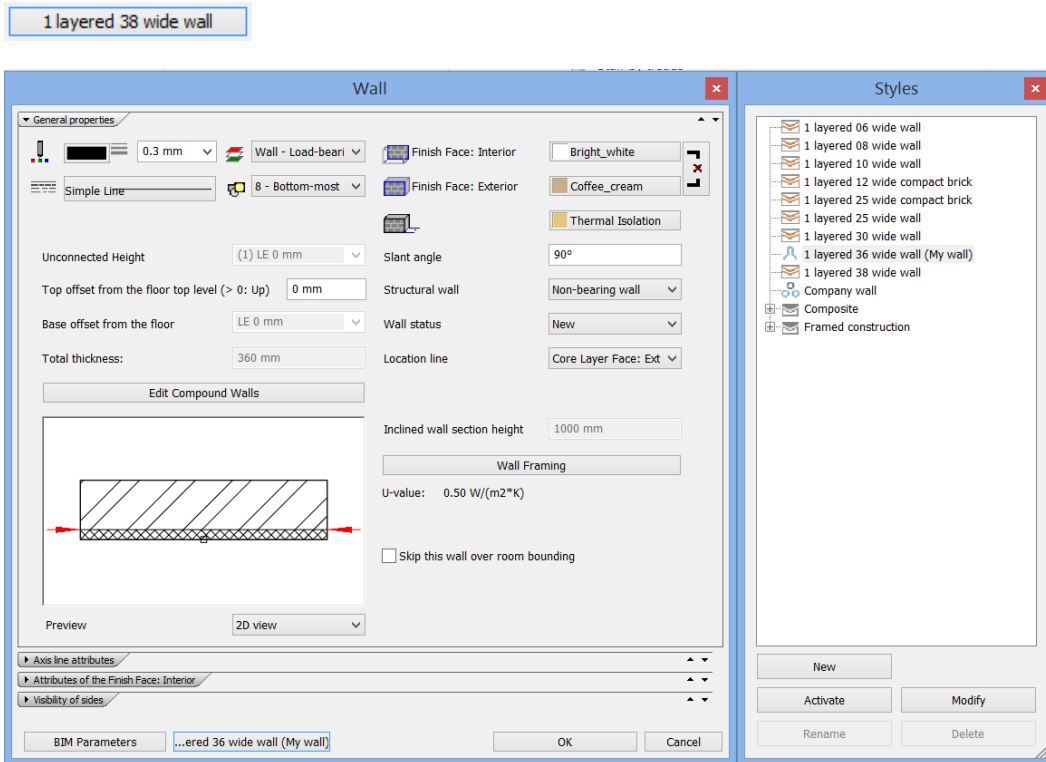 1 layered 38 wide wall
Wall
General properties
0.3 mm
Wall - Load-beari
Finish Face: Interior
Bright_white
Simple Line
8 - Bottom-most
Finish Face: Exterior
Coffee_cream
Thermal Isolation
Unconnected Height
(1) LE 0 mm
Slant angle
90°
Top offset from the floor top level (> 0: Up)
0 mm
Structural wall
Non-bearing wall
Base offset from the floor
LE 0 mm
Wall status
New
Total thickness:
360 mm
Location line
Core Layer Face: Ext
Edit Compound Walls
Inclined wall section height
1000 mm
Wall Framing
U-value: 0.50 W/(m2*K)
Skip this wall over room bounding
Preview
2D view
Axis line attributes
Attributes of the Finish Face: Interior
Visibility of sides
BIM Parameters
...ered 36 wide wall (My wall)
OK
Cancel
Styles
1 layered 06 wide wall
1 layered 08 wide wall
1 layered 10 wide wall
1 layered 12 wide compact brick
1 layered 25 wide compact brick
1 layered 25 wide wall
1 layered 30 wide wall
1 layered 36 wide wall (My wall)
1 layered 38 wide wall
Company wall
Composite
Framed construction
New
Activate
Modify
Rename
Delete